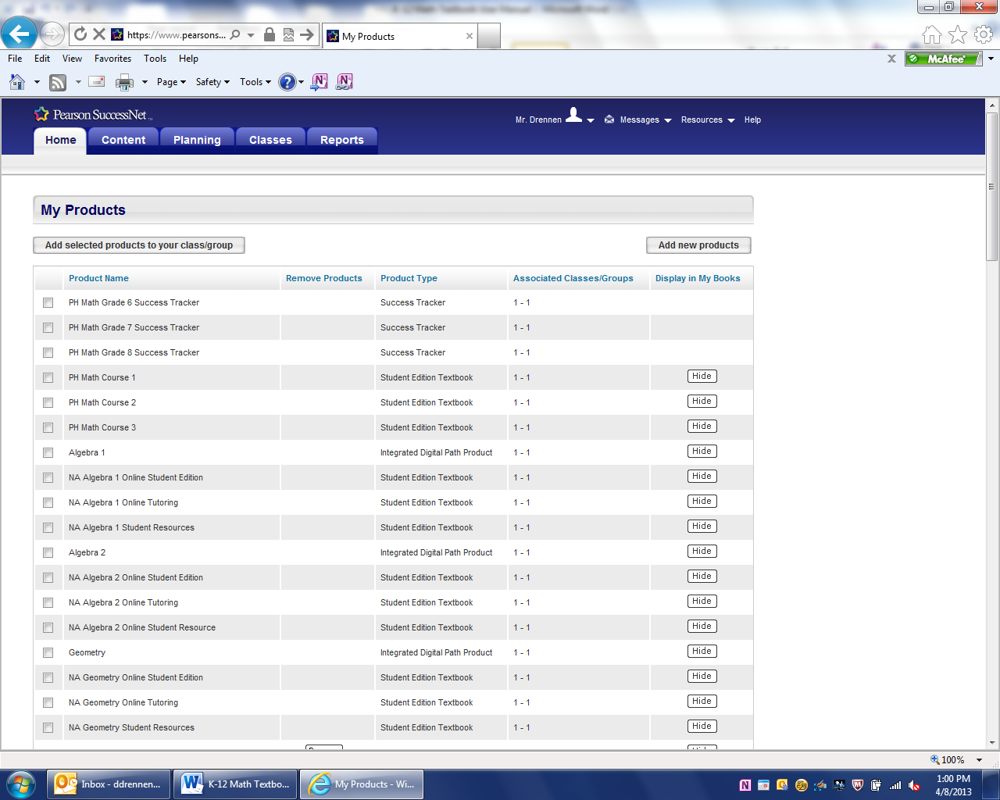 https://www.pearsons...
My Products
File Edit View Favorites Tools Help
McAfee
Page Safety Tools
Pearson SuccessNet
Mr. Drennen Messages Resources Help
Home Content Planning Classes Reports
My Products
Add selected products to your class/group Add new products
Product Name Remove Products Product Type Associated Classes/Groups Display in My Books
PH Math Grade 6 Success Tracker Success Tracker 1 - 1
PH Math Grade 7 Success Tracker Success Tracker 1 - 1
PH Math Grade 8 Success Tracker Success Tracker 1 - 1
PH Math Course 1 Student Edition Textbook 1 - 1 Hide
PH Math Course 2 Student Edition Textbook 1 - 1 Hide
PH Math Course 3 Student Edition Textbook 1 - 1 Hide
Algebra 1 Integrated Digital Path Product 1 - 1 Hide
NA Algebra 1 Online Student Edition Student Edition Textbook 1 - 1 Hide
NA Algebra 1 Online Tutoring Student Edition Textbook 1 - 1 Hide
NA Algebra 1 Student Resources Student Edition Textbook 1 - 1 Hide
Algebra 2 Integrated Digital Path Product 1 - 1 Hide
NA Algebra 2 Online Student Edition Student Edition Textbook 1 - 1 Hide
NA Algebra 2 Online Tutoring Student Edition Textbook 1 - 1 Hide
NA Algebra 2 Online Student Resource Student Edition Textbook 1 - 1 Hide
Geometry Integrated Digital Path Product 1 - 1 Hide
NA Geometry Online Student Edition Student Edition Textbook 1 - 1 Hide
NA Geometry Online Tutoring Student Edition Textbook 1 - 1 Hide
NA Geometry Student Resources Student Edition Textbook 1 - 1 Hide
100%
Inbox - ddrennen... K-12 Math Textbo... My Products - Wi... 1:00 PM
4/8/2013